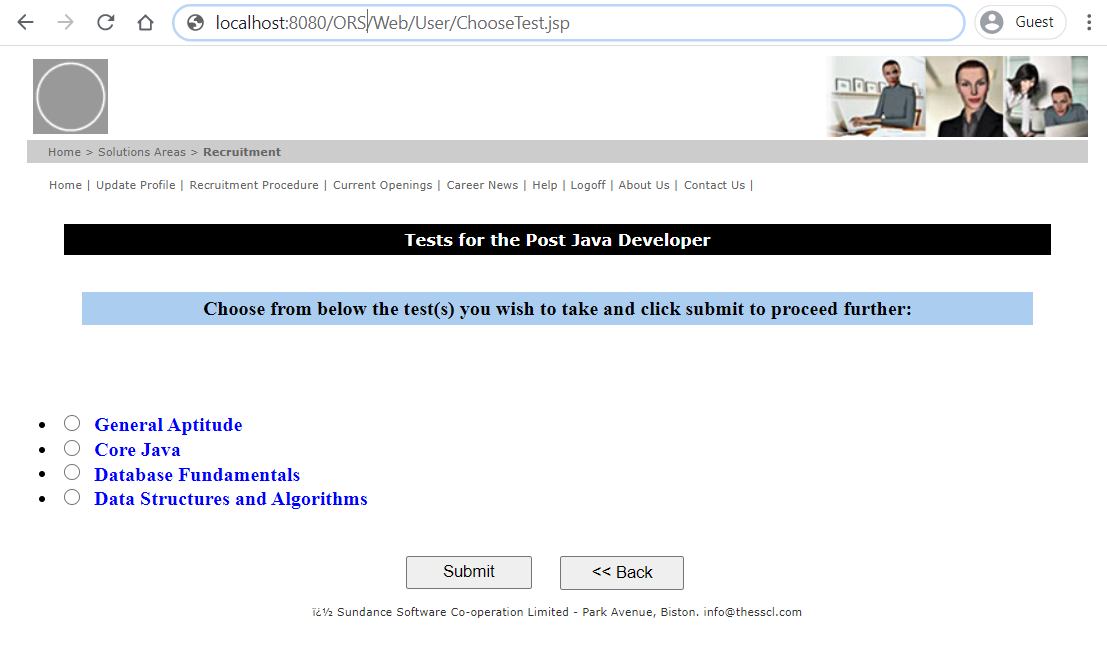 localhost:8080/ORS/Web/User/ChooseTest.jsp
Guest
Home > Solutions Areas > Recruitment
Home | Update Profile | Recruitment Procedure | Current Openings | Career News | Help | Logoff | About Us | Contact Us |
Tests for the Post Java Developer
Choose from below the test(s) you wish to take and click submit to proceed further:
General Aptitude
Core Java
Database Fundamentals
Data Structures and Algorithms
Submit
<< Back
ï¿½ Sundance Software Co-operation Limited - Park Avenue, Biston. info@thesscl.com